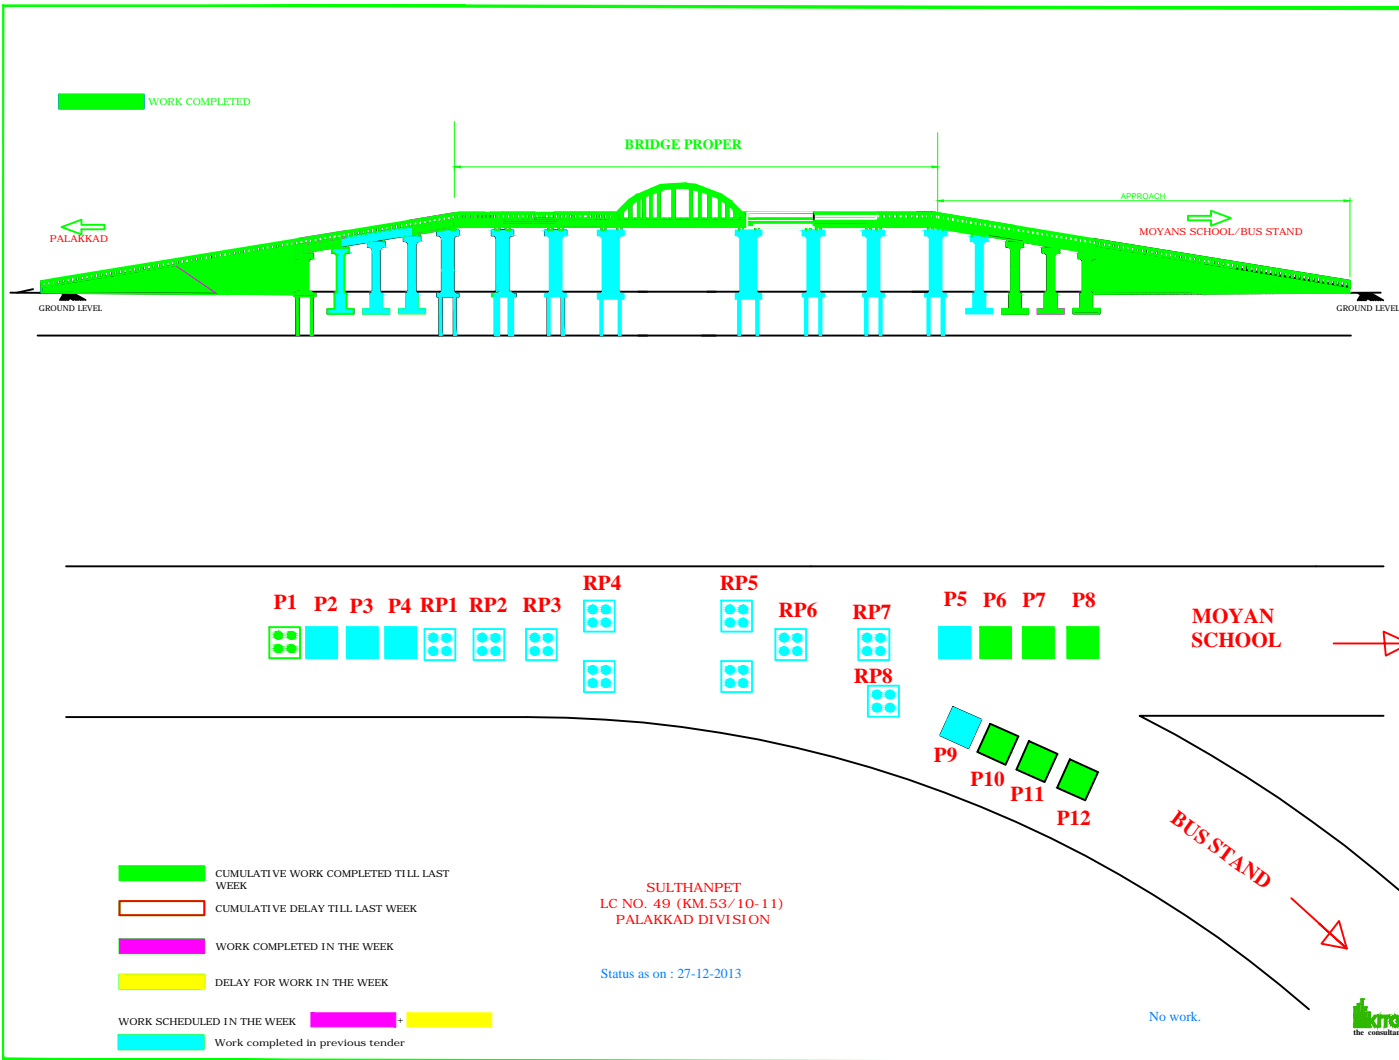 WORK COMPLETED
BRIDGE PROPER
APPROACH
PALAKKAD
MOYANS SCHOOL/BUS STAND
GROUND LEVEL
GROUND LEVEL
RP4
RP5
P1
P2
P3
P4
RP1
RP2
RP3
RP6
RP7
P5
P6
P7
P8
MOYAN
SCHOOL
RP8
P9
P10
P11
P12
BUS STAND
CUMULATIVE WORK COMPLETED TILL LAST
WEEK
CUMULATIVE DELAY TILL LAST WEEK
WORK COMPLETED IN THE WEEK
DELAY FOR WORK IN THE WEEK
WORK SCHEDULED IN THE WEEK +
Work completed in previous tender
SULTHANPET
LC NO. 49 (KM.53/10-11)
PALAKKAD DIVISION
Status as on : 27-12-2013
No work.
the